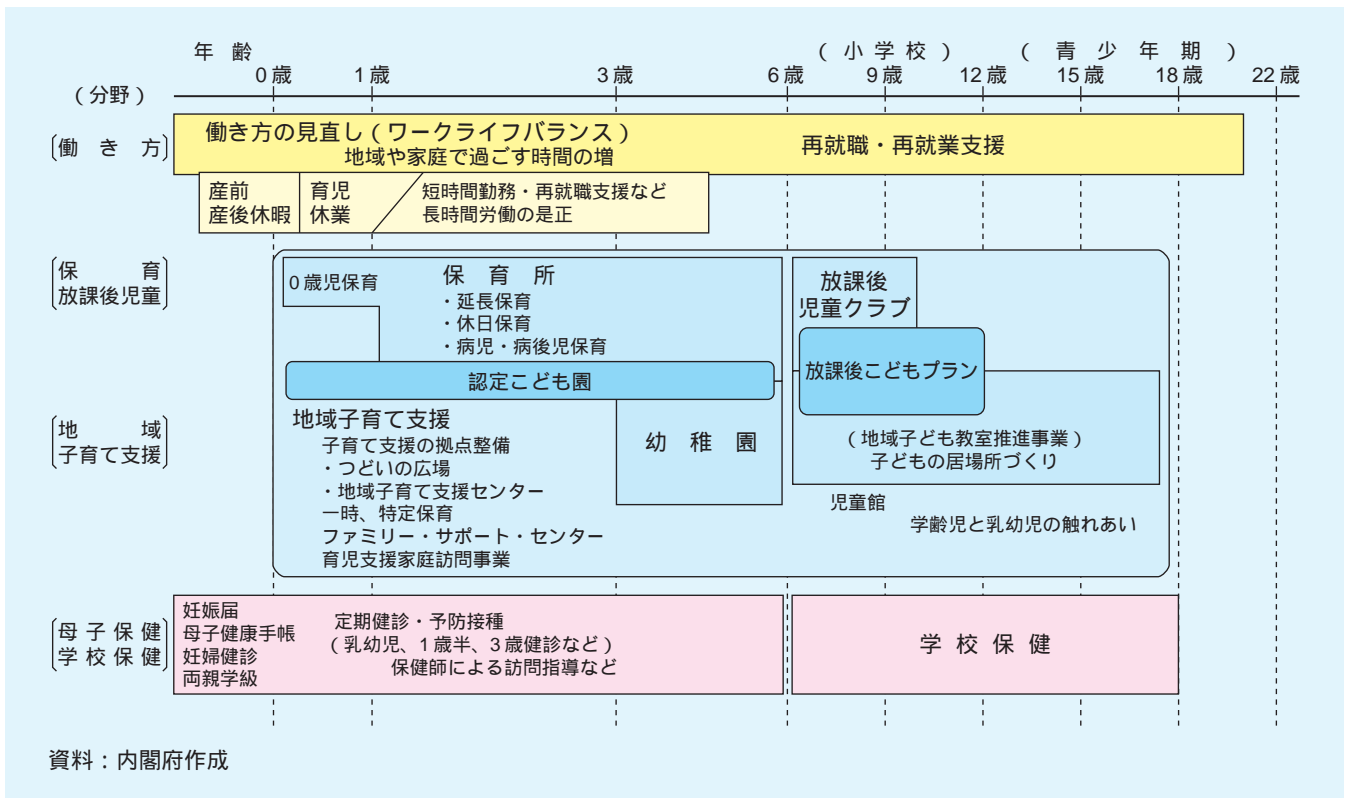 年 齢
( 小 学 校 )
( 青 少 年 期 )
0歳
1歳
3歳
6歳
9歳
12歳
15歳
18歳
22歳
(分野)
〔働 き 方〕
働き方の見直し(ワークライフバランス)
地域や家庭で過ごす時間の増
再就職・再就業支援
産前
産後休暇
育児
休業
短時間勤務・再就職支援など
長時間労働の是正
保 育
放課後児童
0歳児保育
保 育 所
・延長保育
・休日保育
・病児・病後児保育
放課後
児童クラブ
認定こども園
放課後こどもプラン
地 域
子育て支援
地域子育て支援
子育て支援の拠点整備
・つどいの広場
・地域子育て支援センター
一時、特定保育
ファミリー・サポート・センター
育児支援家庭訪問事業
幼 稚 園
(地域子ども教室推進事業)
子どもの居場所づくり
児童館
学齢児と乳幼児の触れあい
母 子 保 健
学 校 保 健
妊娠届
母子健康手帳
妊婦健診
両親学級
定期健診・予防接種
(乳幼児、1歳半、3歳健診など)
保健師による訪問指導など
学 校 保 健
資料:内閣府作成